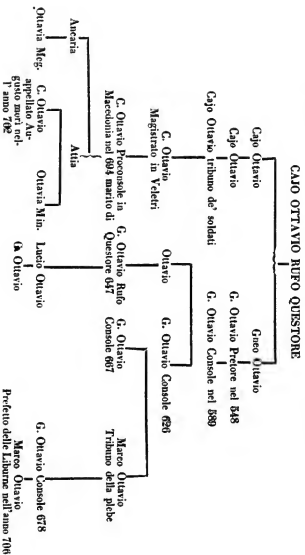 CAJO OTTAVIO RUFO QUESTORE
Cajo Ottavio
Gneo Ottavio
Cajo Ottavio
G. Ottavio Pretore nel 548
Cajo Ottavio tribuno de' soldati
G. Ottavio Console nel 589
C. Ottavio
Magistrato in Veletri
Ottavio
G. Ottavio Console 626
C. Ottavio Proconsole in
Macedonia nel 694 marito di
G. Ottavio Rufo
Questore 647
G. Ottavio
Console 667
Marco Ottavio
Tribuno della plebe
Ancaria
Attia
Ottavia Meg.
C. Ottavio
appellato Au-
gusto morì nel-
l'anno 702
Ottavia Min.
Lucio Ottavio
G. Ottavio
G. Ottavio Console 678
Marco Ottavio
Prefetto delle Liburne nell'anno 706